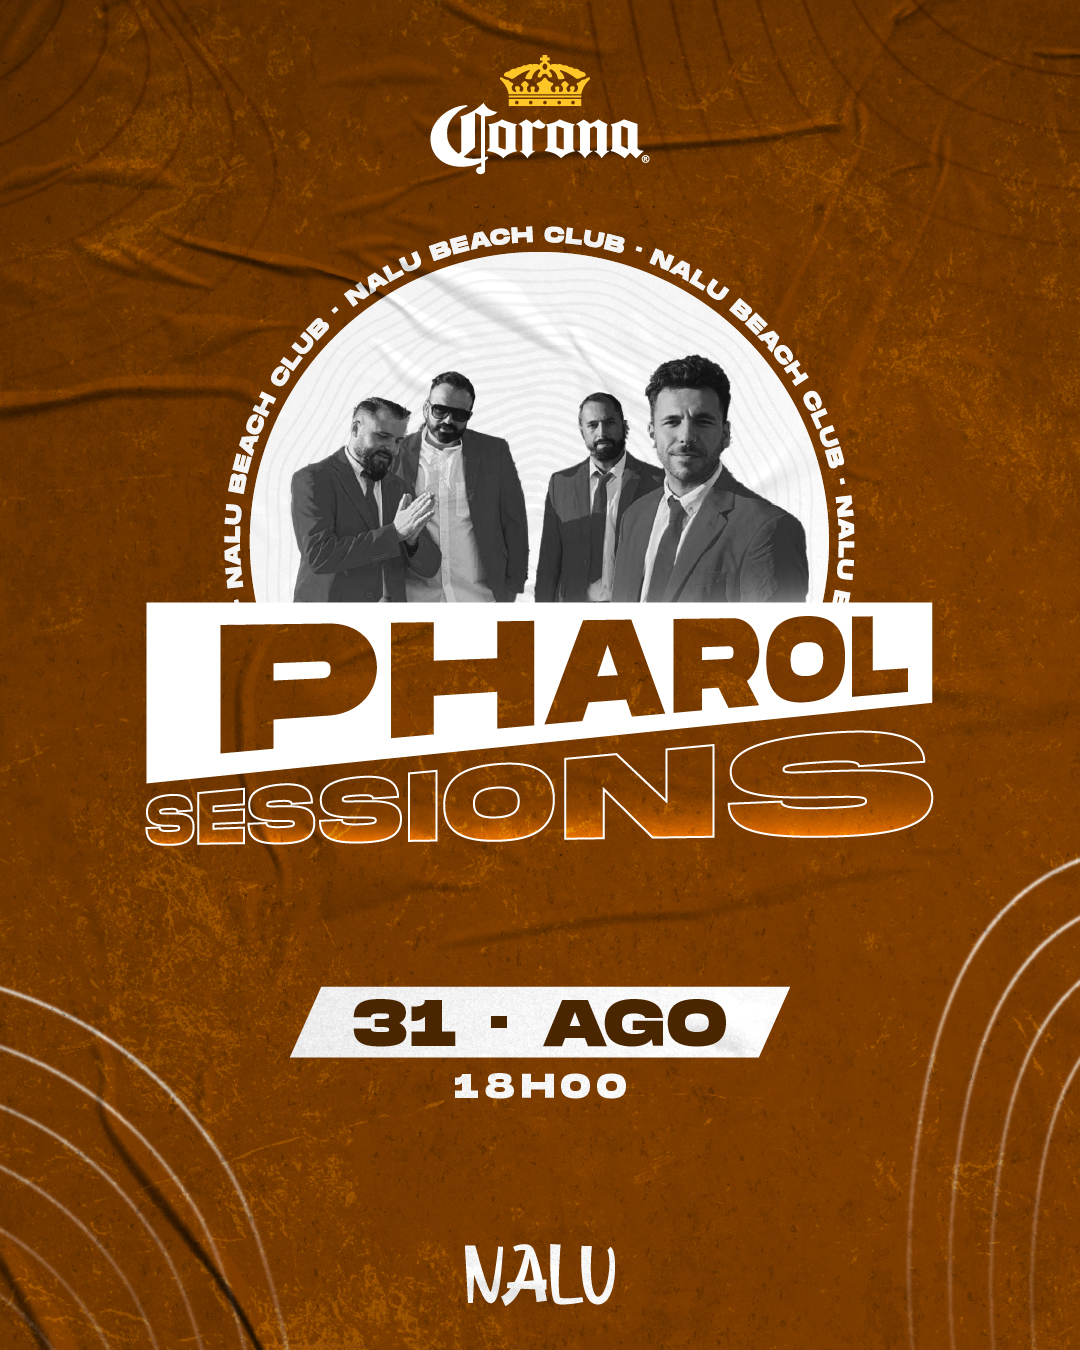 Corona®
· NALU BEACH CLUB · NALU BEACH CLUB · NALU BEACH CLUB · NALU B
PHAROL
SESSIONS
31 · AGO
18H00
NALU